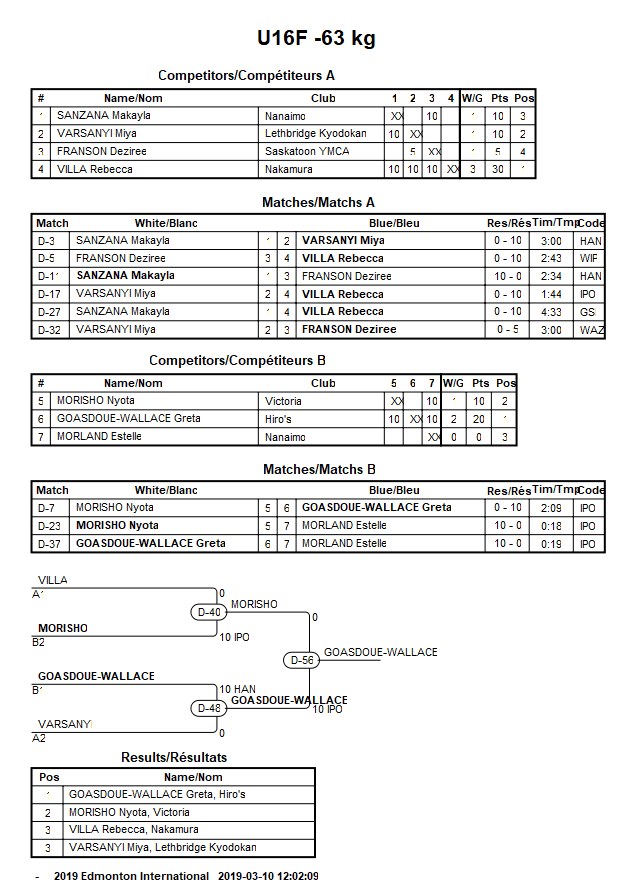 U16F -63 kg
Competitors/Compétiteurs A
# Name/Nom Club 1 2 3 4 W/G Pts Pos
1 SANZANA Makayla Nanaimo XX 10 1 10 3
2 VARSANYI Miya Lethbridge Kyodokan 10 XX 1 10 2
3 FRANSON Deziree Saskatoon YMCA 5 XX 1 5 4
4 VILLA Rebecca Nakamura 10 10 10 XX 3 30 1
Matches/Matchs A
Match White/Blanc Blue/Bleu Res/Rés Tim/Tmp Code
D-3 SANZANA Makayla 1 2 VARSANYI Miya 0 - 10 3:00 HAN
D-5 FRANSON Deziree 3 4 VILLA Rebecca 0 - 10 2:43 WIF
D-11 SANZANA Makayla 1 3 FRANSON Deziree 10 - 0 2:34 HAN
D-17 VARSANYI Miya 2 4 VILLA Rebecca 0 - 10 1:44 IPO
D-27 SANZANA Makayla 1 4 VILLA Rebecca 0 - 10 4:33 GSI
D-32 VARSANYI Miya 2 3 FRANSON Deziree 0 - 5 3:00 WAZ
Competitors/Compétiteurs B
# Name/Nom Club 5 6 7 W/G Pts Pos
5 MORISHO Nyota Victoria XX 10 1 10 2
6 GOASDOUE-WALLACE Greta Hiro's 10 XX 10 2 20 1
7 MORLAND Estelle Nanaimo XX 0 0 3
Matches/Matchs B
Match White/Blanc Blue/Bleu Res/Rés Tim/Tmp Code
D-7 MORISHO Nyota 5 6 GOASDOUE-WALLACE Greta 0 - 10 2:09 IPO
D-23 MORISHO Nyota 5 7 MORLAND Estelle 10 - 0 0:18 IPO
D-37 GOASDOUE-WALLACE Greta 6 7 MORLAND Estelle 10 - 0 0:19 IPO
VILLA
A1 0
D-40 MORISHO
MORISHO 0
B2 10 IPO
D-56 GOASDOUE-WALLACE
GOASDOUE-WALLACE
B1 10 HAN
D-48 GOASDOUE-WALLACE
10 IPO
VARSANYI
A2 0
Results/Résultats
Pos Name/Nom
1 GOASDOUE-WALLACE Greta, Hiro's
2 MORISHO Nyota, Victoria
3 VILLA Rebecca, Nakamura
3 VARSANYI Miya, Lethbridge Kyodokan
- 2019 Edmonton International 2019-03-10 12:02:09